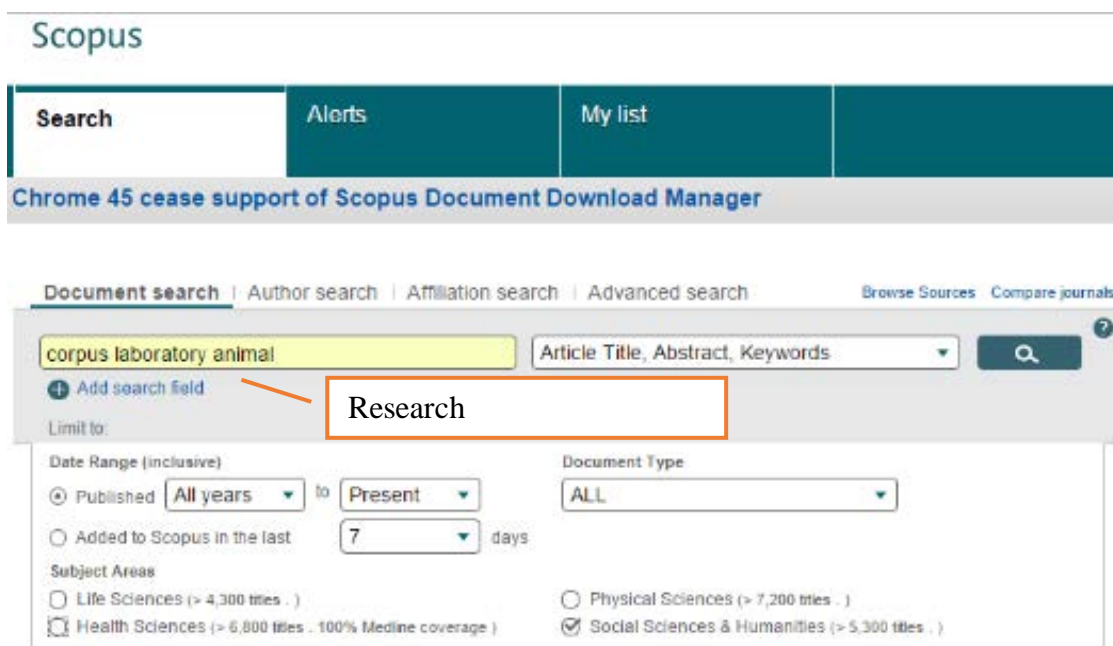 Scopus
Search Alerts My list
Chrome 45 cease support of Scopus Document Download Manager
Document search | Author search | Affiliation search | Advanced search Browse Sources Compare journals
corpus laboratory animal Article Title, Abstract, Keywords
Add search field
Research
Limit to:
Date Range (inclusive) Document Type
Published All years to Present ALL
Added to Scopus in the last 7 days
Subject Areas
Life Sciences (> 4,300 titles . ) Physical Sciences (> 7,200 titles . )
Health Sciences (> 6,800 titles . 100% Medline coverage ) Social Sciences & Humanities (> 5,300 titles . )